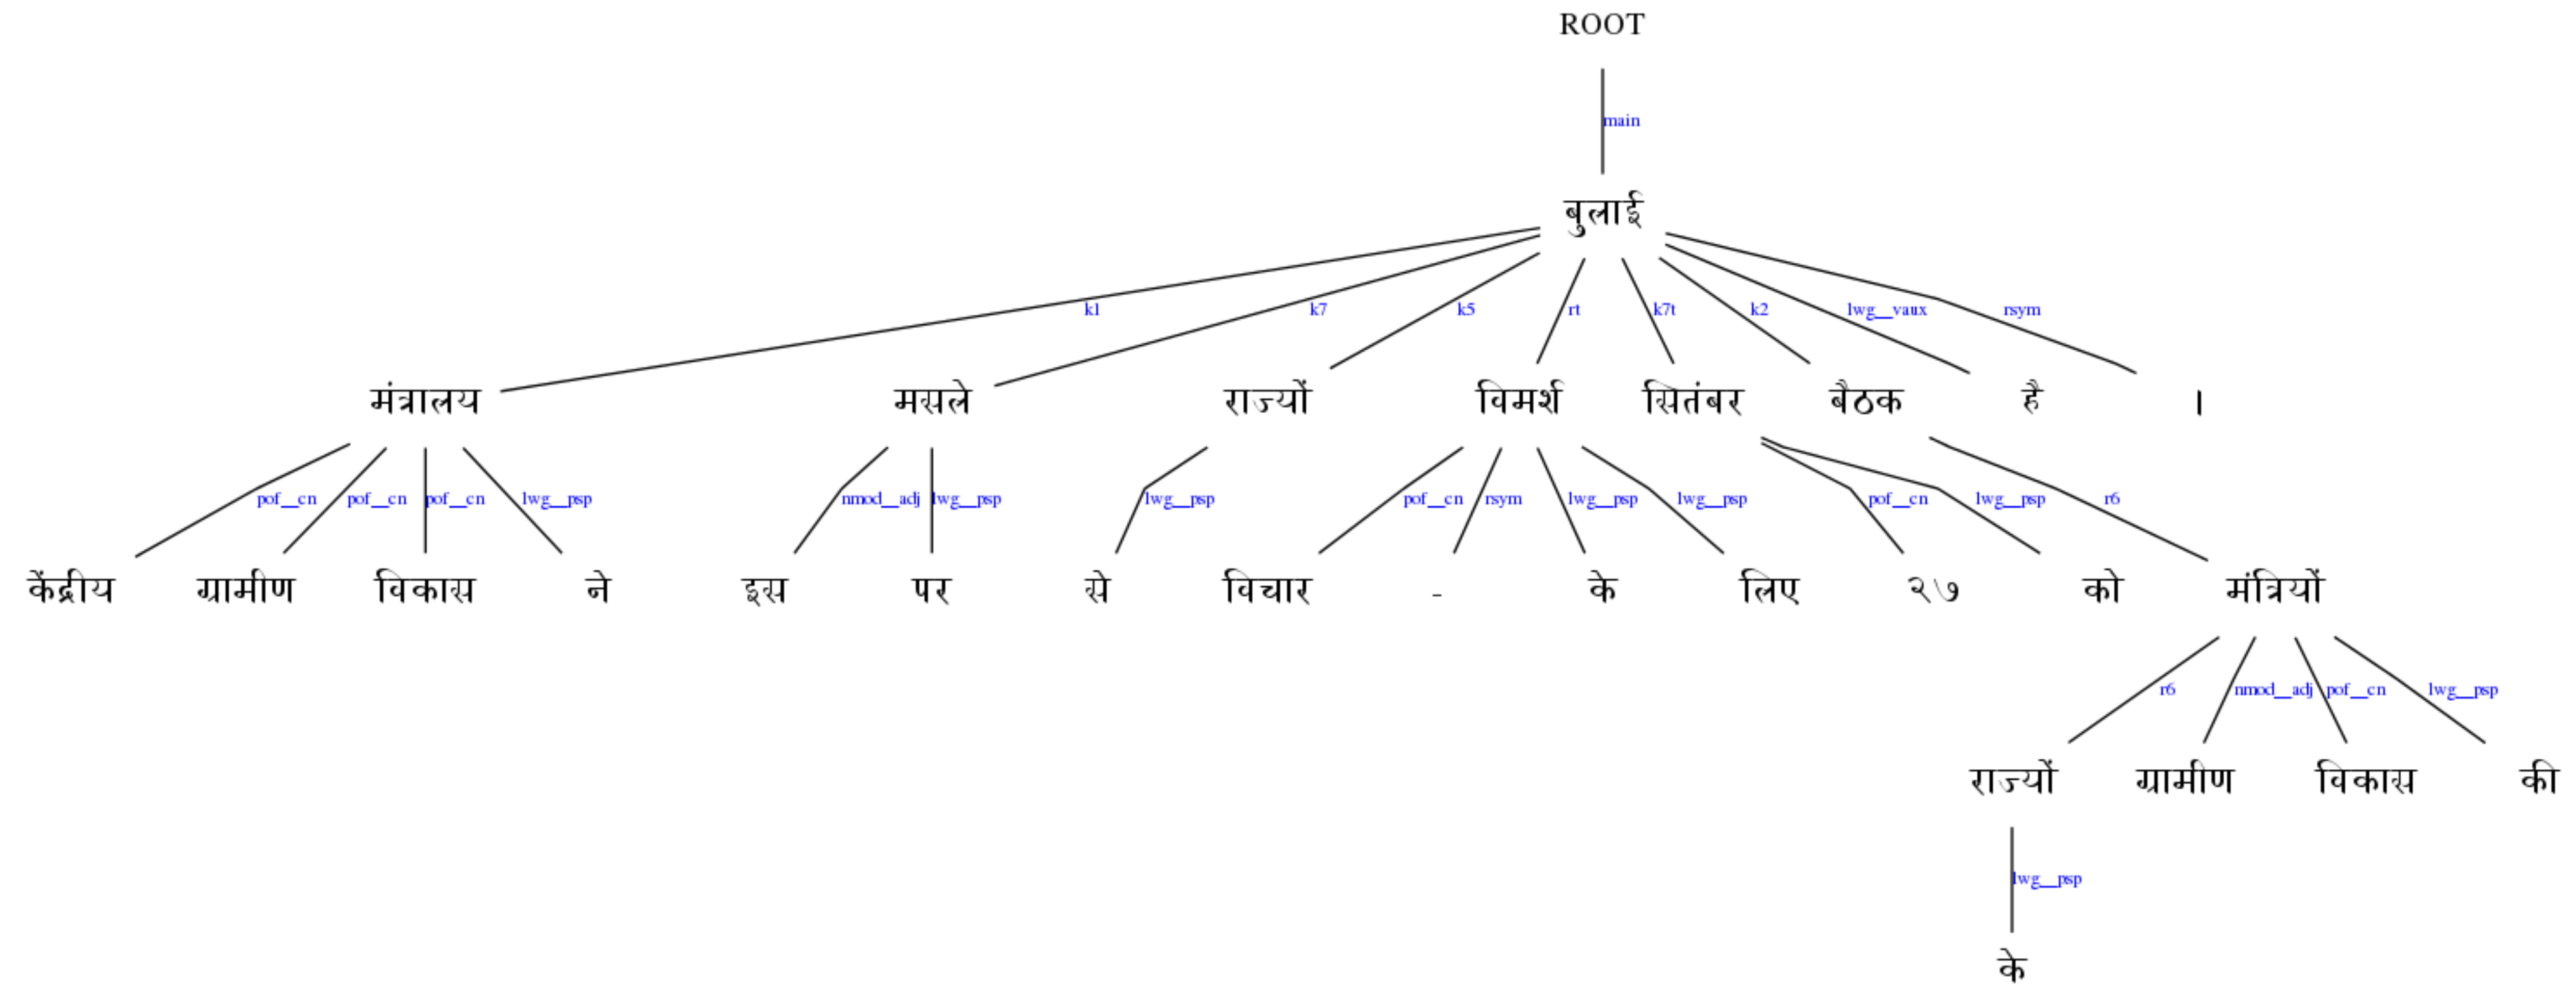 ROOT
main
बुलाई
k1 k7 k5 rt k7t k2 lwg__vaux rsym
मंत्रालय मसले राज्यों विमर्श सितंबर बैठक है ।
pof__cn pof__cn pof__cn lwg__psp nmod__adj lwg__psp lwg__psp pof__cn rsym lwg__psp lwg__psp pof__cn lwg__psp r6
केंद्रीय ग्रामीण विकास ने इस पर से विचार - के लिए २७ को मंत्रियों
r6 nmod__adj pof__cn lwg__psp
राज्यों ग्रामीण विकास की
lwg__psp
के